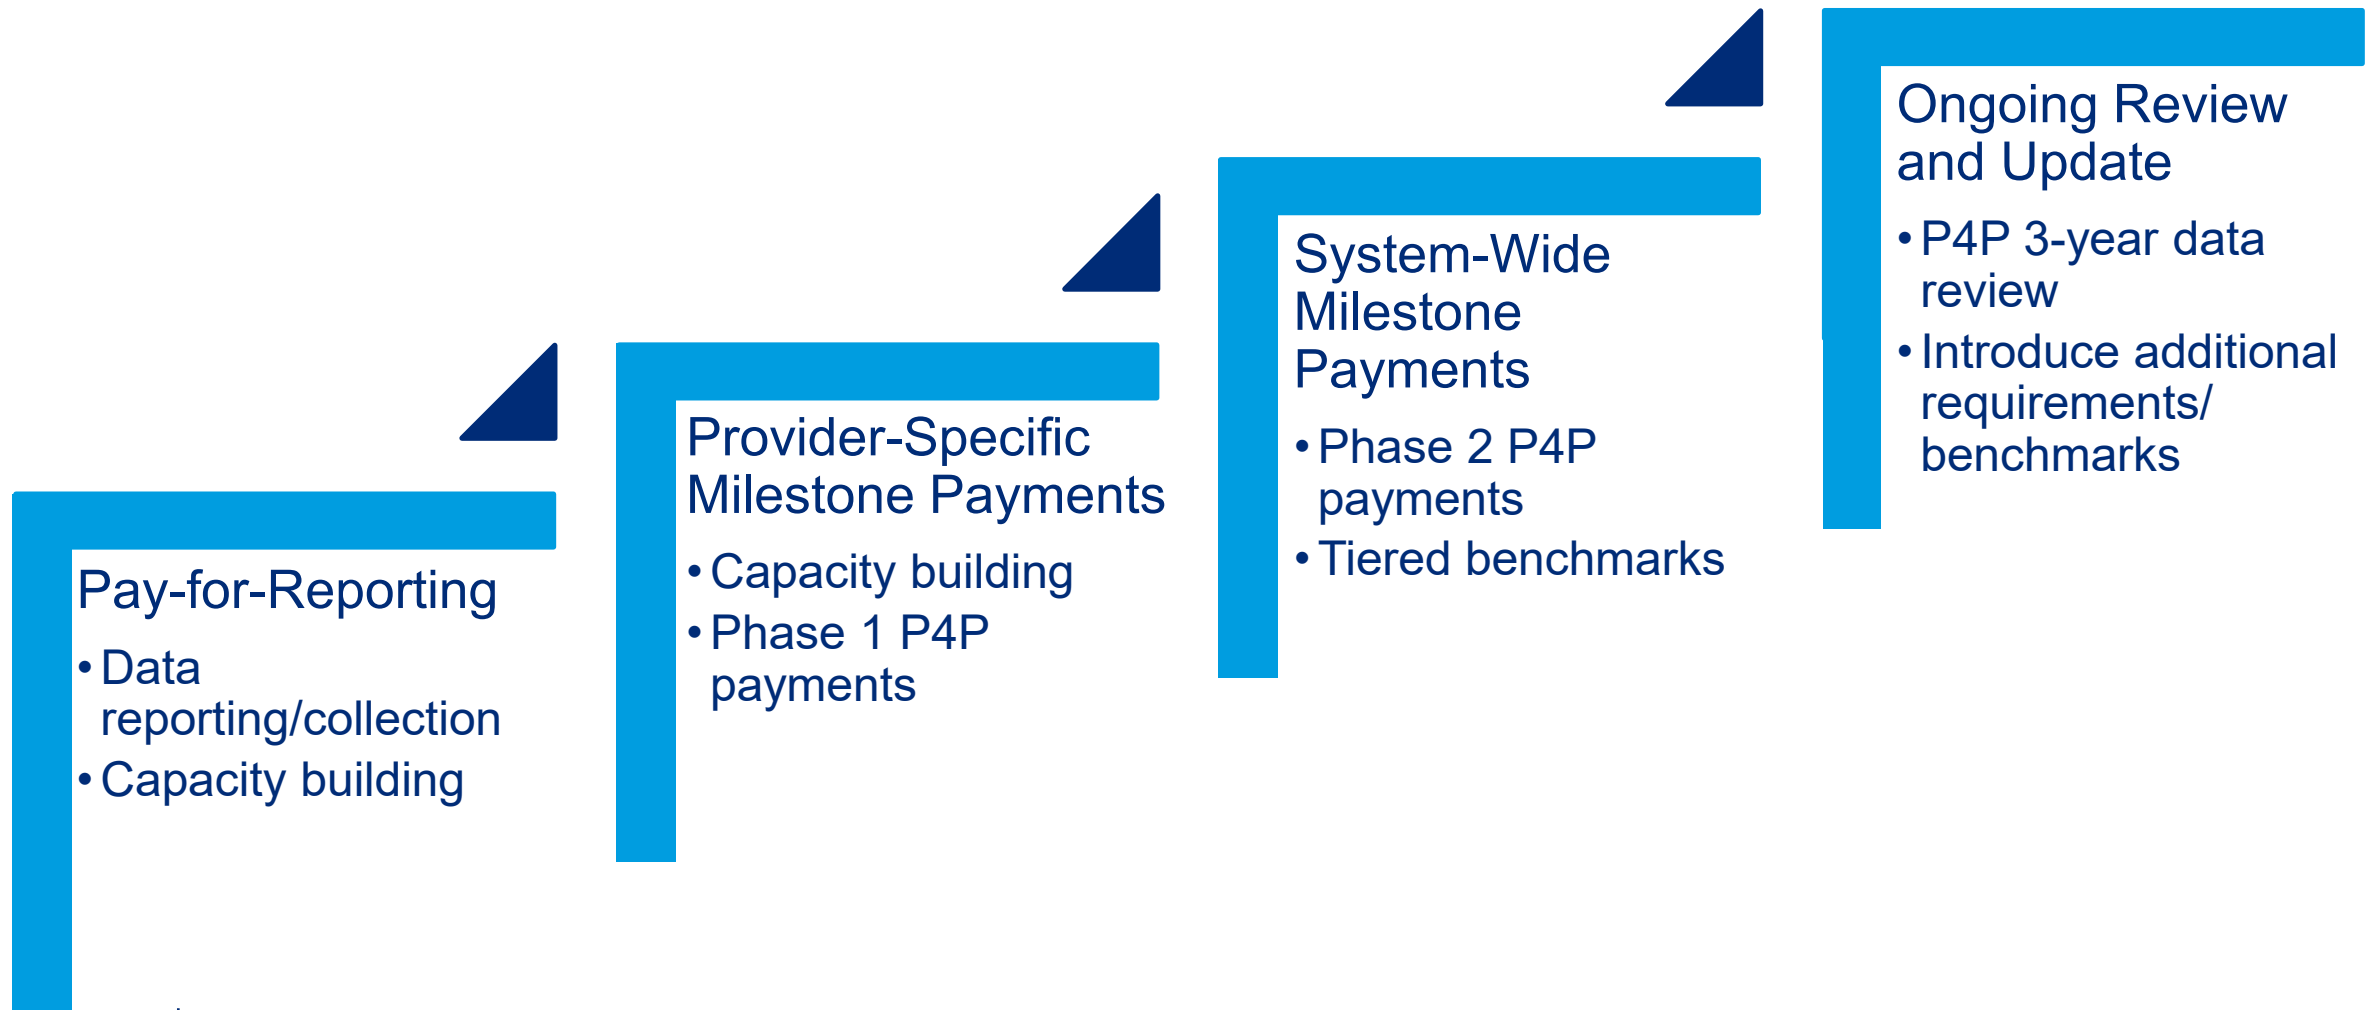 Pay-for-Reporting
• Data
reporting/collection
• Capacity building
Provider-Specific
Milestone Payments
• Capacity building
• Phase 1 P4P
payments
System-Wide
Milestone
Payments
• Phase 2 P4P
payments
• Tiered benchmarks
Ongoing Review
and Update
• P4P 3-year data
review
• Introduce additional
requirements/
benchmarks